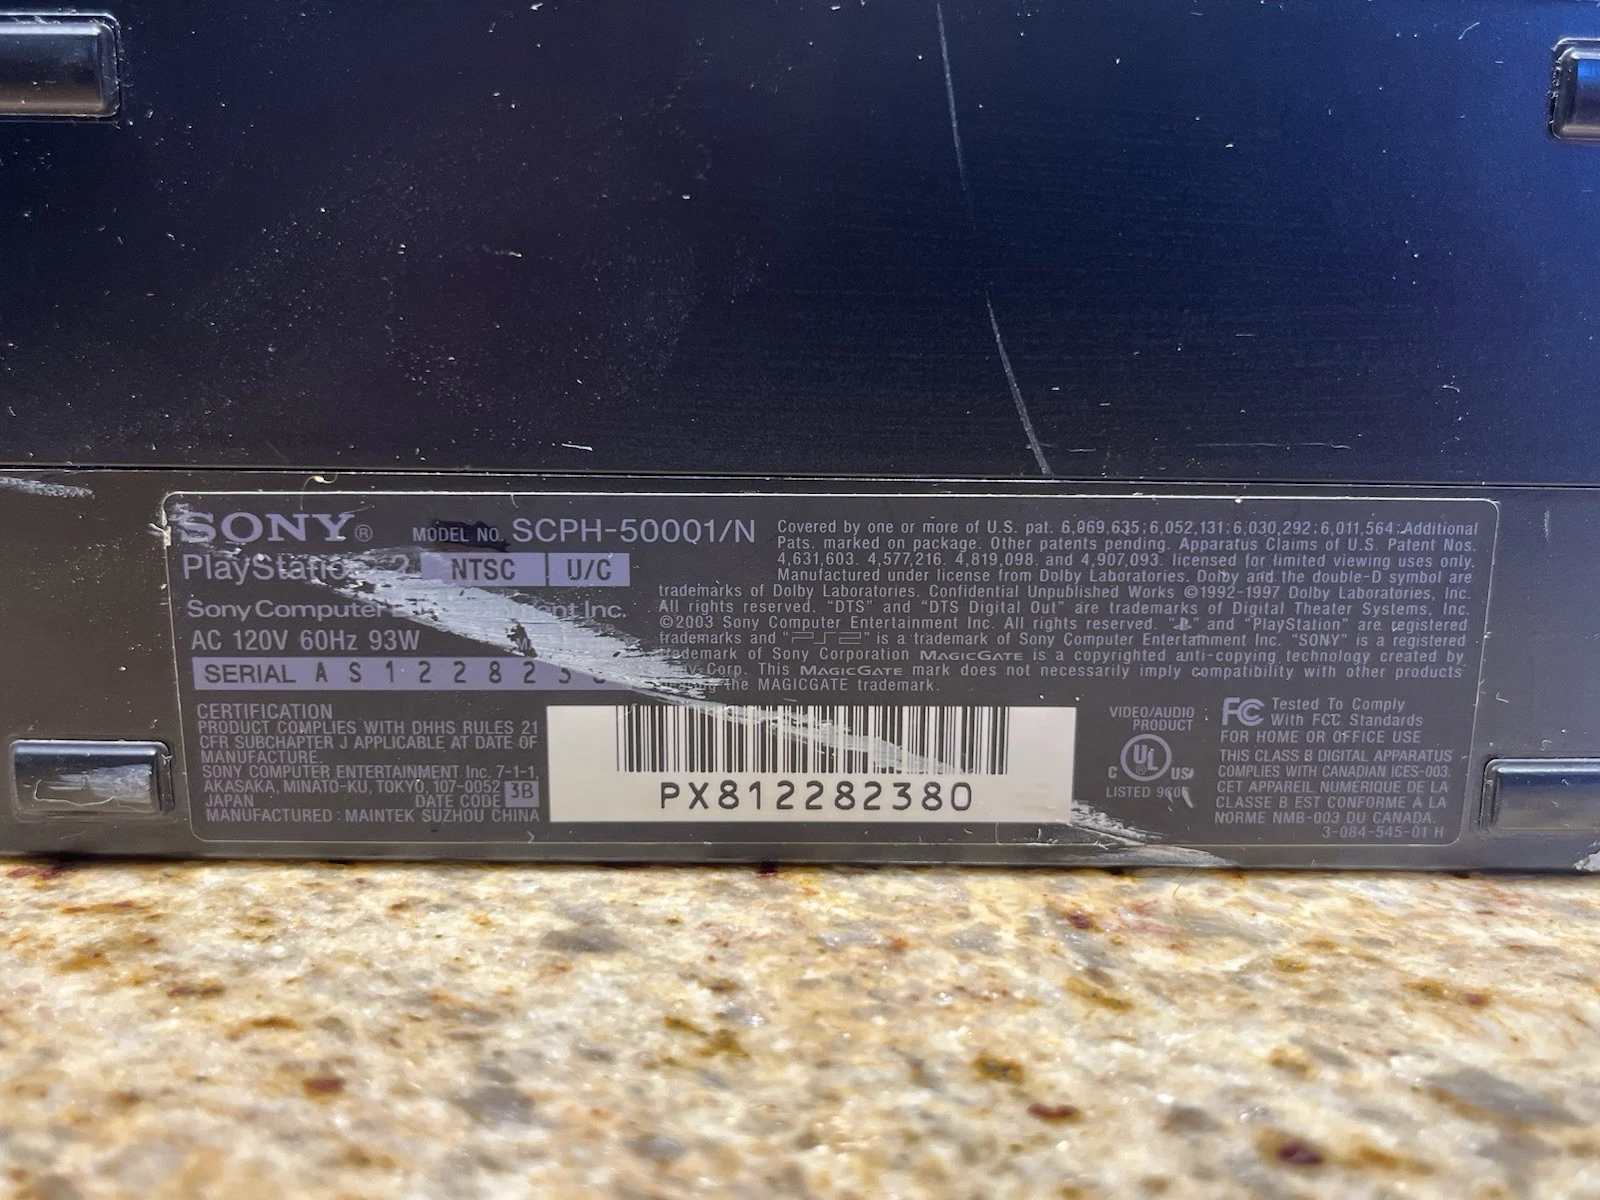 SONY®
MODEL NO. SCPH-50001/N
PlayStation 2
NTSC U/C
Sony Computer Inc.
AC 120V 60Hz 93W
SERIAL A S 1 2 2 8 2 3
CERTIFICATION
PRODUCT COMPLIES WITH DHHS RULES 21
CFR SUBCHAPTER J APPLICABLE AT DATE OF
MANUFACTURE.
SONY COMPUTER ENTERTAINMENT Inc. 7-1-1,
AKASAKA, MINATO-KU, TOKYO, 107-0052
JAPAN DATE CODE 3B
MANUFACTURED : MAINTEK SUZHOU CHINA
Covered by one or more of U.S. pat. 6,969,635; 6,052,131; 6,030,292; 6,011,564; Additional
Pats. marked on package. Other patents pending. Apparatus Claims of U.S. Patent Nos.
4,631,603. 4,577,216. 4,819,098. and 4,907,093. licensed for limited viewing uses only.
Manufactured under license from Dolby Laboratories. Dolby and the double-D symbol are
trademarks of Dolby Laboratories. Confidential Unpublished Works ©1992-1997 Dolby Laboratories, Inc.
All rights reserved. “DTS” and “DTS Digital Out” are trademarks of Digital Theater Systems, Inc.
©2003 Sony Computer Entertainment Inc. All rights reserved. “ ” and “PlayStation” are registered
trademarks and “PS2” is a trademark of Sony Computer Entertainment Inc. “SONY” is a registered
trademark of Sony Corporation MAGICGATE is a copyrighted anti-copying technology created by
Corp. This MAGICGATE mark does not necessarily imply compatibility with other products
the MAGICGATE trademark.
PX812282380
VIDEO/AUDIO
PRODUCT
C UL US
LISTED
FC Tested To Comply
With FCC Standards
FOR HOME OR OFFICE USE
THIS CLASS B DIGITAL APPARATUS
COMPLIES WITH CANADIAN ICES-003.
CET APPAREIL NUMERIQUE DE LA
CLASSE B EST CONFORME A LA
NORME NMB-003 DU CANADA.
3-084-545-01 H